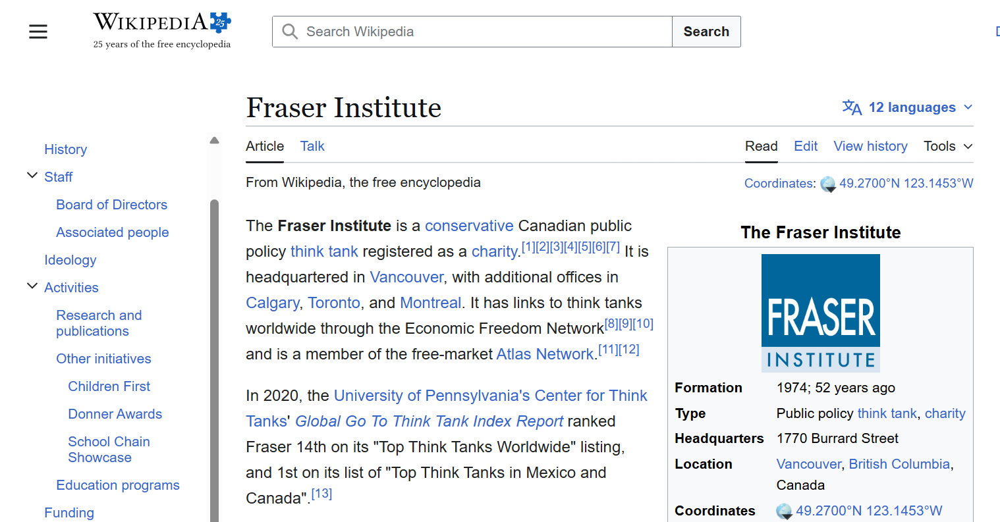 WIKIPEDIA 25
25 years of the free encyclopedia
Search Wikipedia
Search
Fraser Institute
12 languages
Article
Talk
Read
Edit
View history
Tools
From Wikipedia, the free encyclopedia
Coordinates: 49.2700°N 123.1453°W
History
Staff
Board of Directors
Associated people
Ideology
Activities
Research and
publications
Other initiatives
Children First
Donner Awards
School Chain
Showcase
Education programs
Funding
The Fraser Institute is a conservative Canadian public
policy think tank registered as a charity.[1][2][3][4][5][6][7] It is
headquartered in Vancouver, with additional offices in
Calgary, Toronto, and Montreal. It has links to think tanks
worldwide through the Economic Freedom Network[8][9][10]
and is a member of the free-market Atlas Network.[11][12]
In 2020, the University of Pennsylvania's Center for Think
Tanks' Global Go To Think Tank Index Report ranked
Fraser 14th on its "Top Think Tanks Worldwide" listing,
and 1st on its list of "Top Think Tanks in Mexico and
Canada".[13]
The Fraser Institute
FRASER
INSTITUTE
Formation 1974; 52 years ago
Type Public policy think tank, charity
Headquarters 1770 Burrard Street
Location Vancouver, British Columbia,
Canada
Coordinates 49.2700°N 123.1453°W